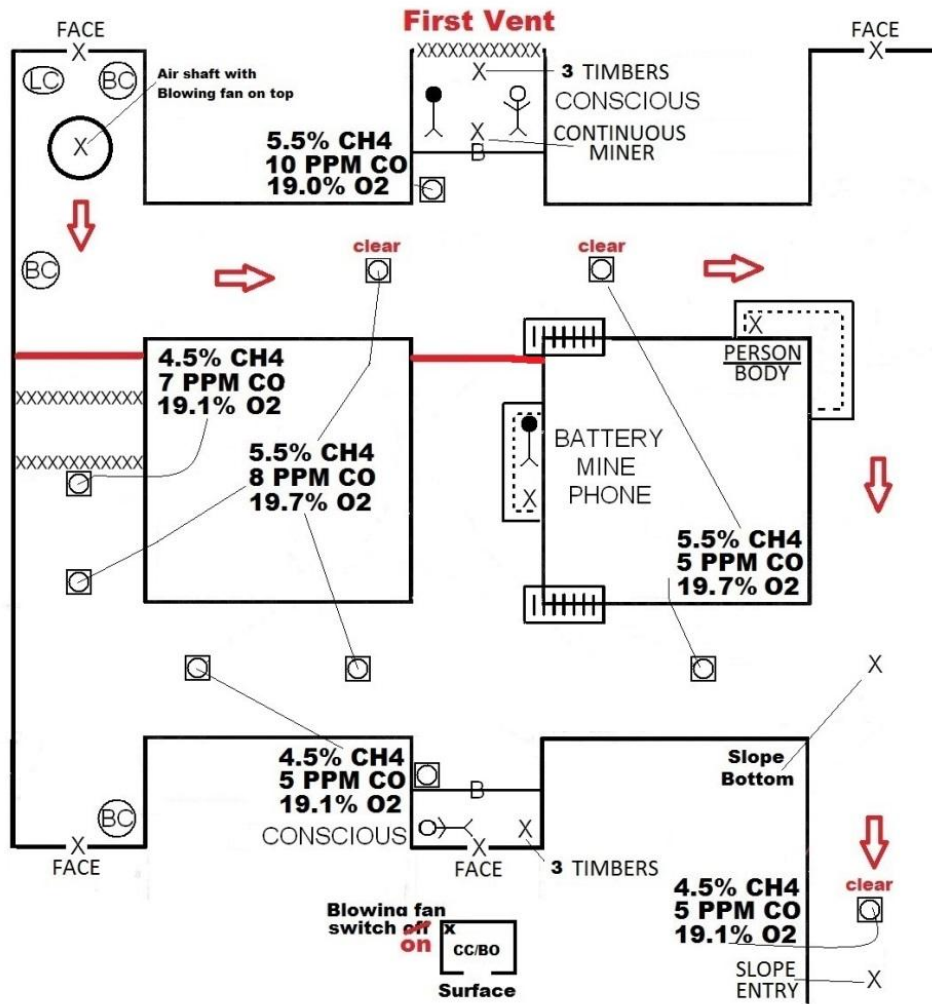 First Vent
FACE
X
FACE
X
XXXXXXXXXXXX
LC
BC
Air shaft with
Blowing fan on top
X
X
3 TIMBERS
CONSCIOUS
X
CONTINUOUS
MINER
B
5.5% CH4
10 PPM CO
19.0% O2
clear
clear
BC
4.5% CH4
7 PPM CO
19.1% O2
X
PERSON
BODY
XXXXXXXXXXXX
XXXXXXXXXXXX
5.5% CH4
8 PPM CO
19.7% O2
BATTERY
MINE
PHONE
X
5.5% CH4
5 PPM CO
19.7% O2
X
Slope
Bottom
4.5% CH4
5 PPM CO
19.1% O2
CONSCIOUS
B
BC
X
FACE
X
FACE
X
3 TIMBERS
clear
4.5% CH4
5 PPM CO
19.1% O2
Blowing fan
switch off
on
x
CC/BO
Surface
SLOPE
ENTRY
X